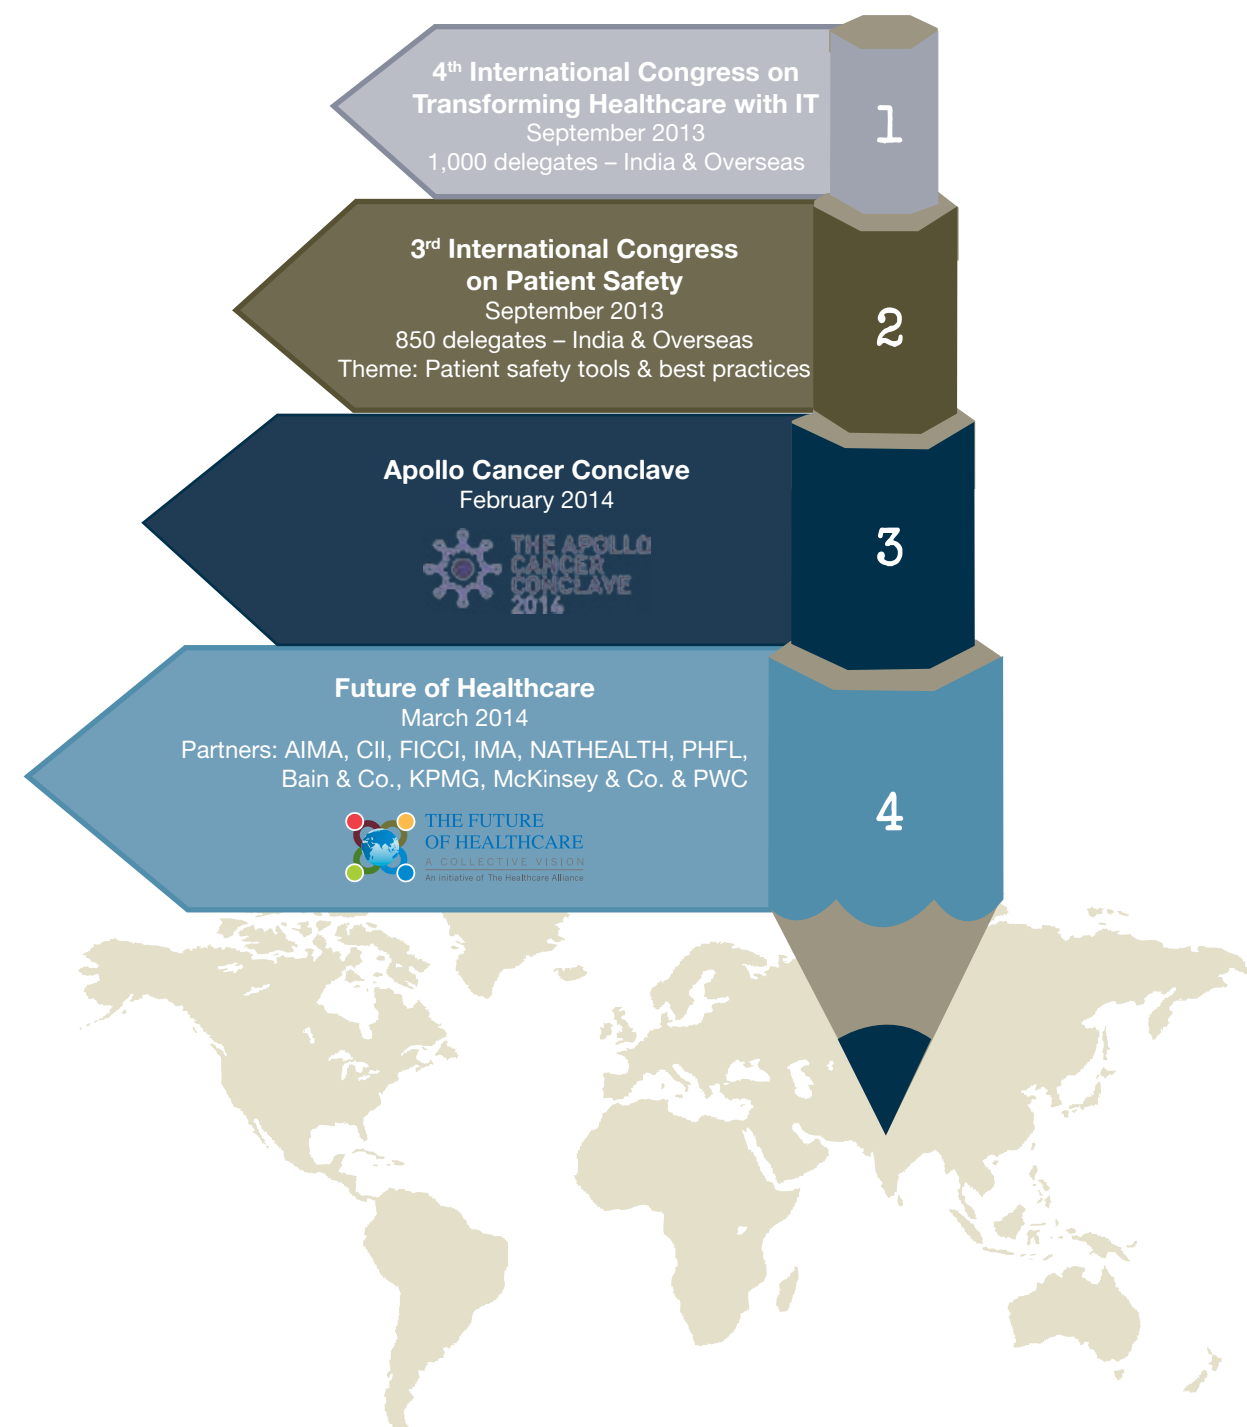 4th International Congress on
Transforming Healthcare with IT
September 2013
1,000 delegates – India & Overseas
1
3rd International Congress
on Patient Safety
September 2013
850 delegates – India & Overseas
Theme: Patient safety tools & best practices
2
Apollo Cancer Conclave
February 2014
THE APOLLO
CANCER
CONCLAVE
2014
3
Future of Healthcare
March 2014
Partners: AIMA, CII, FICCI, IMA, NATHEALTH, PHFL,
Bain & Co., KPMG, McKinsey & Co. & PWC
THE FUTURE
OF HEALTHCARE
A COLLECTIVE VISION
An initiative of The Healthcare Alliance
4